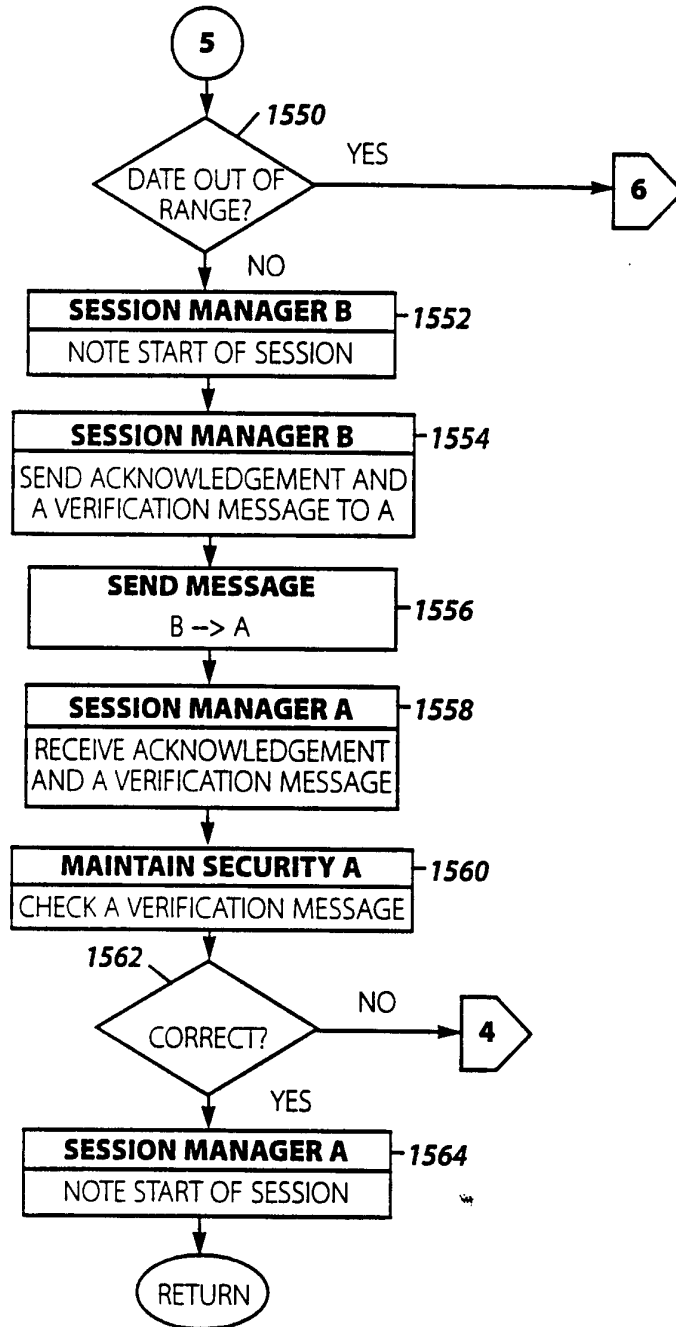 5
1550
YES
DATE OUT OF
RANGE?
6
NO
SESSION MANAGER B
1552
NOTE START OF SESSION
SESSION MANAGER B
1554
SEND ACKNOWLEDGEMENT AND
A VERIFICATION MESSAGE TO A
SEND MESSAGE
1556
B --> A
SESSION MANAGER A
1558
RECEIVE ACKNOWLEDGEMENT
AND A VERIFICATION MESSAGE
MAINTAIN SECURITY A
1560
CHECK A VERIFICATION MESSAGE
1562
NO
CORRECT?
4
YES
SESSION MANAGER A
1564
NOTE START OF SESSION
RETURN